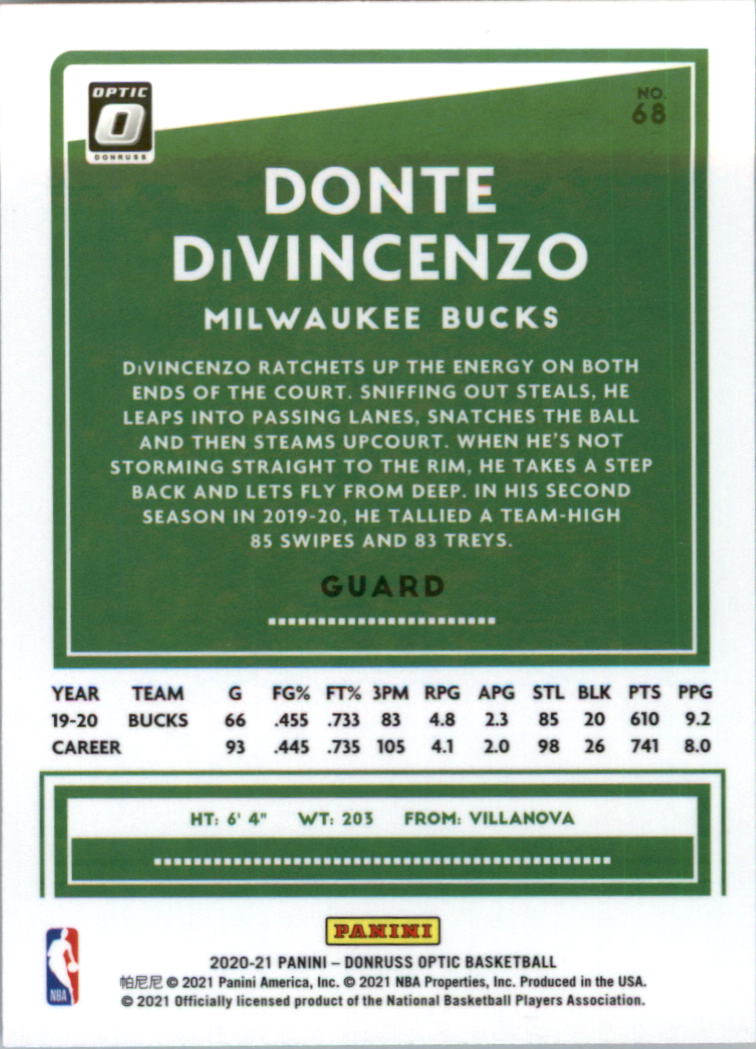 OPTIC
O
DONRUSS
NO.
68
DONTE
DiVINCENZO
MILWAUKEE BUCKS
DiVINCENZO RATCHETS UP THE ENERGY ON BOTH
ENDS OF THE COURT. SNIFFING OUT STEALS, HE
LEAPS INTO PASSING LANES, SNATCHES THE BALL
AND THEN STEAMS UPCOURT. WHEN HE'S NOT
STORMING STRAIGHT TO THE RIM, HE TAKES A STEP
BACK AND LETS FLY FROM DEEP. IN HIS SECOND
SEASON IN 2019-20, HE TALLIED A TEAM-HIGH
85 SWIPES AND 83 TREYS.
GUARD
YEAR TEAM G FG% FT% 3PM RPG APG STL BLK PTS PPG
19-20 BUCKS 66 .455 .733 83 4.8 2.3 85 20 610 9.2
CAREER 93 .445 .735 105 4.1 2.0 98 26 741 8.0
HT: 6' 4" WT: 203 FROM: VILLANOVA
PANINI
2020-21 PANINI – DONRUSS OPTIC BASKETBALL
帕尼尼 © 2021 Panini America, Inc. © 2021 NBA Properties, Inc. Produced in the USA.
© 2021 Officially licensed product of the National Basketball Players Association.
NBA